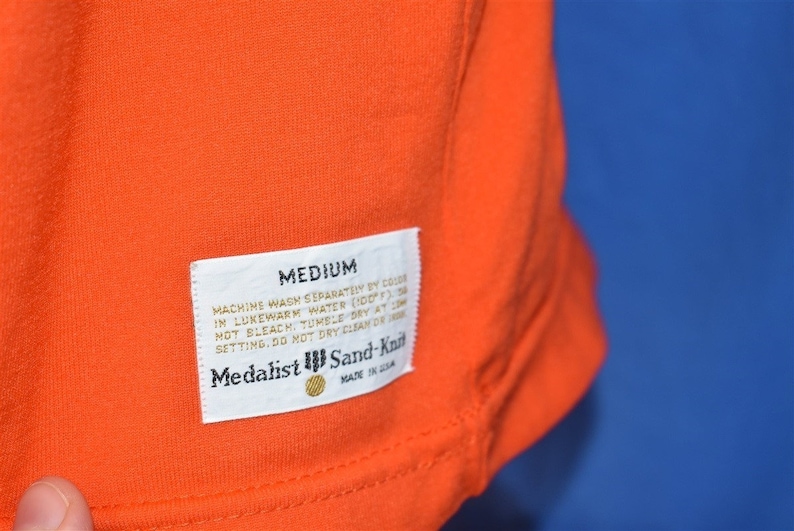 MEDIUM
MACHINE WASH SEPARATELY BY COLOR
IN LUKEWARM WATER (100°F). DO
NOT BLEACH. TUMBLE DRY AT LOW
SETTING. DO NOT DRY CLEAN OR IRON.
Medalist Sand-Knit
MADE IN U.S.A.